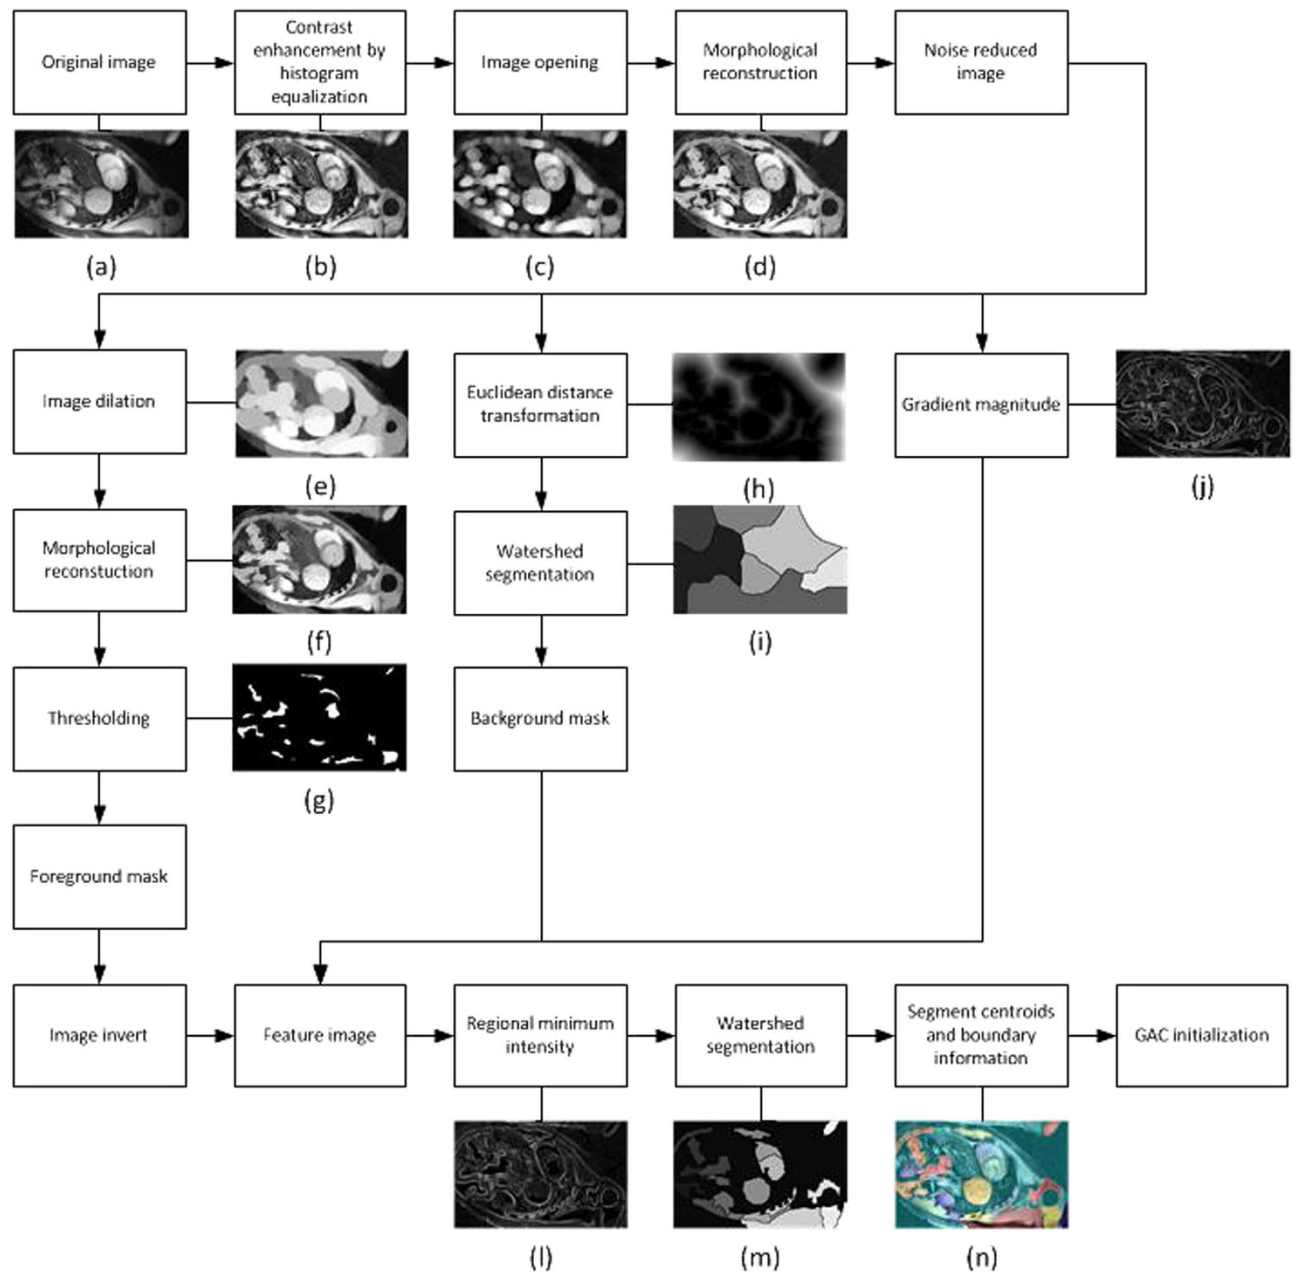 Original image
Contrast
enhancement by
histogram
equalization
Image opening
Morphological
reconstruction
Noise reduced
image
(a)
(b)
(c)
(d)
Image dilation
(e)
Euclidean distance
transformation
(h)
Gradient magnitude
(j)
Morphological
reconstuction
(f)
Watershed
segmentation
(i)
Thresholding
(g)
Background mask
Foreground mask
Image invert
Feature image
Regional minimum
intensity
Watershed
segmentation
Segment centroids
and boundary
information
GAC initialization
(l)
(m)
(n)